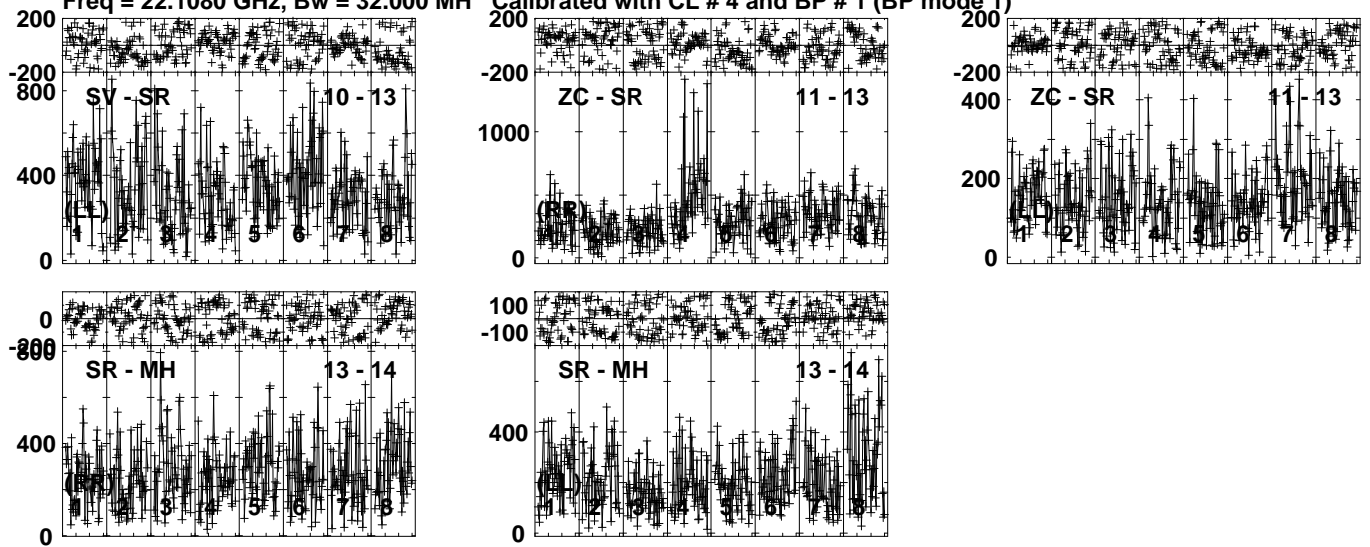 Freq = 22.1080 GHz, Bw = 32.000 MH Calibrated with CL # 4 and BP # 1 (BP mode 1)
200
-200
800
400
0
SV - SR 10 - 13
(LL)
1 2 3 4 5 6 7 8
200
-200
1000
0
ZC - SR 11 - 13
(RR)
1 2 3 4 5 6 7 8
200
-200
400
200
0
ZC - SR 11 - 13
(LL)
1 2 3 4 5 6 7 8
0
-200
800
400
0
SR - MH 13 - 14
(RR)
1 2 3 4 5 6 7 8
100
-100
400
0
SR - MH 13 - 14
(LL)
1 2 3 4 5 6 7 8